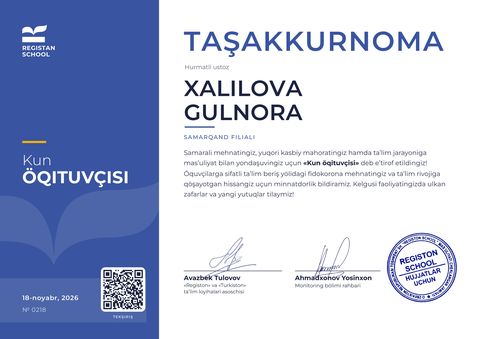 REGISTAN
SCHOOL
Kun
ÖQITUVÇISI
18-noyabr, 2026
№ 0218
TEKŞIRIŞ
TAŞAKKURNOMA
Hurmatli ustoz
XALILOVA
GULNORA
SAMARQAND FILIALI
Samarali mehnatingiz, yuqori kasbiy mahoratingiz hamda ta'lim jarayoniga
mas'uliyat bilan yondaşuvingiz uçun «Kun öqituvçisi» deb e'tirof etildingiz!
Öquvçilarga sifatli ta'lim beriş yölidagi fidokorona mehnatingiz va ta'lim rivojiga
qöşayotgan hissangiz uçun minnatdorlik bildiramiz. Kelgusi faoliyatingizda ulkan
zafarlar va yangi yutuqlar tilaymiz!
Avazbek Tulovov
«Registon» va «Turkiston»
ta'lim loyihalari asoschisi
Ahmadxonov Yosinxon
Monitoring bölimi rahbari
REGISTON
SCHOOL
HUJJATLAR
UCHUN